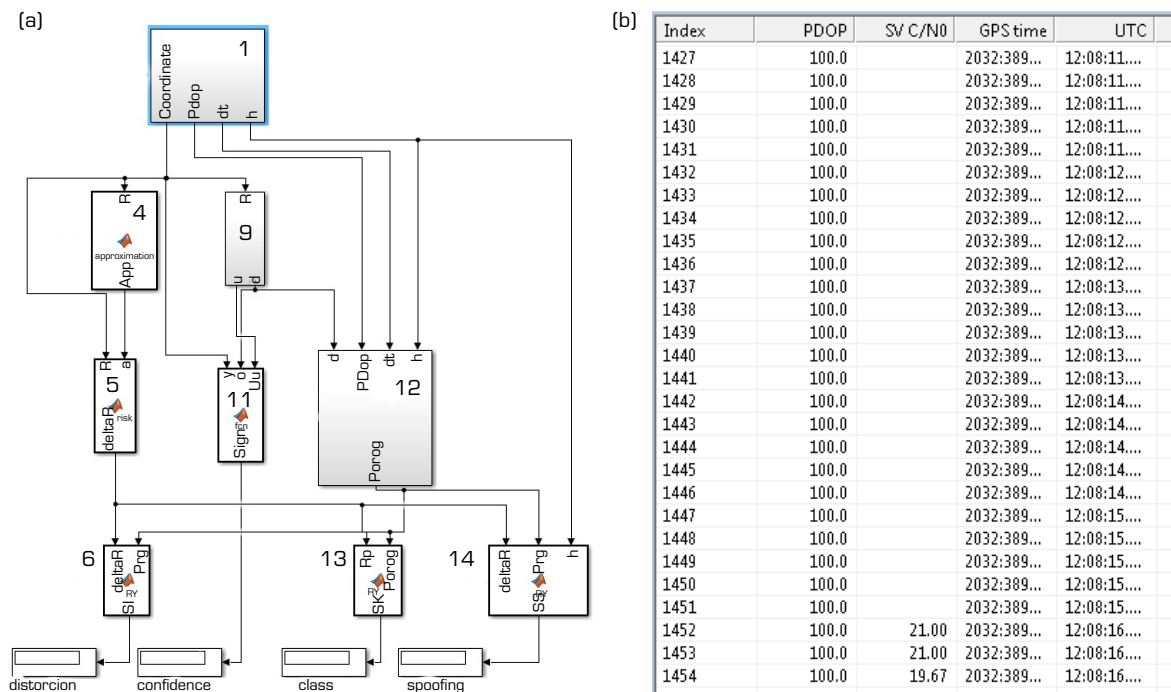 (a)
1
Coordinate
Pdop
dt
h
R
4
approximation
App
R
9
u
d
R
a
5
risk
deltaR
y
o
Uu
11
fcn
Sign
d
PDop
dt
h
12
Porog
6
deltaR
Prg
RY
SI
13
Rp
Porog
RY
SK
14
deltaR
Prg
h
RY
SS
distorcion
confidence
class
spoofing
(b)
Index PDOP SV C/N0 GPS time UTC
1427 100.0 2032:389... 12:08:11....
1428 100.0 2032:389... 12:08:11....
1429 100.0 2032:389... 12:08:11....
1430 100.0 2032:389... 12:08:11....
1431 100.0 2032:389... 12:08:11....
1432 100.0 2032:389... 12:08:12....
1433 100.0 2032:389... 12:08:12....
1434 100.0 2032:389... 12:08:12....
1435 100.0 2032:389... 12:08:12....
1436 100.0 2032:389... 12:08:12....
1437 100.0 2032:389... 12:08:13....
1438 100.0 2032:389... 12:08:13....
1439 100.0 2032:389... 12:08:13....
1440 100.0 2032:389... 12:08:13....
1441 100.0 2032:389... 12:08:13....
1442 100.0 2032:389... 12:08:14....
1443 100.0 2032:389... 12:08:14....
1444 100.0 2032:389... 12:08:14....
1445 100.0 2032:389... 12:08:14....
1446 100.0 2032:389... 12:08:14....
1447 100.0 2032:389... 12:08:15....
1448 100.0 2032:389... 12:08:15....
1449 100.0 2032:389... 12:08:15....
1450 100.0 2032:389... 12:08:15....
1451 100.0 2032:389... 12:08:15....
1452 100.0 21.00 2032:389... 12:08:16....
1453 100.0 21.00 2032:389... 12:08:16....
1454 100.0 19.67 2032:389... 12:08:16....